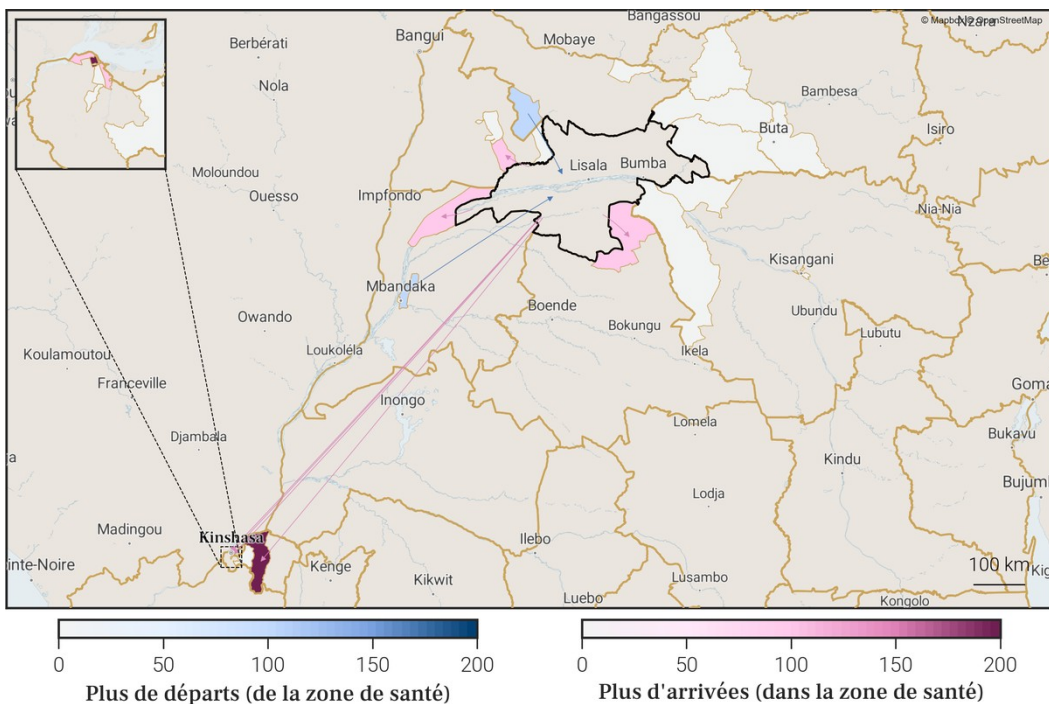 © Mapbox © OpenStreetMap
Bangassou
Nzara
Berbérati
Bangui
Mobaye
Nola
Bambesa
Buta
Isiro
Moloundou
Ouesso
Impfondo
Lisala
Bumba
Nia-Nia
Kisangani
Mbandaka
Boende
Ubundu
Owando
Bokungu
Lubutu
Koulamoutou
Loukoléla
Ikela
Franceville
Goma
Inongo
Djambala
Lomela
Bukavu
Kindu
Lodja
Bujumb
Madingou
Kinshasa
Ilebo
inte-Noire
Kenge
Kikwit
Lusambo
100 km
Kig
Luebo
Kongolo
0 50 100 150 200
Plus de départs (de la zone de santé)
0 50 100 150 200
Plus d'arrivées (dans la zone de santé)